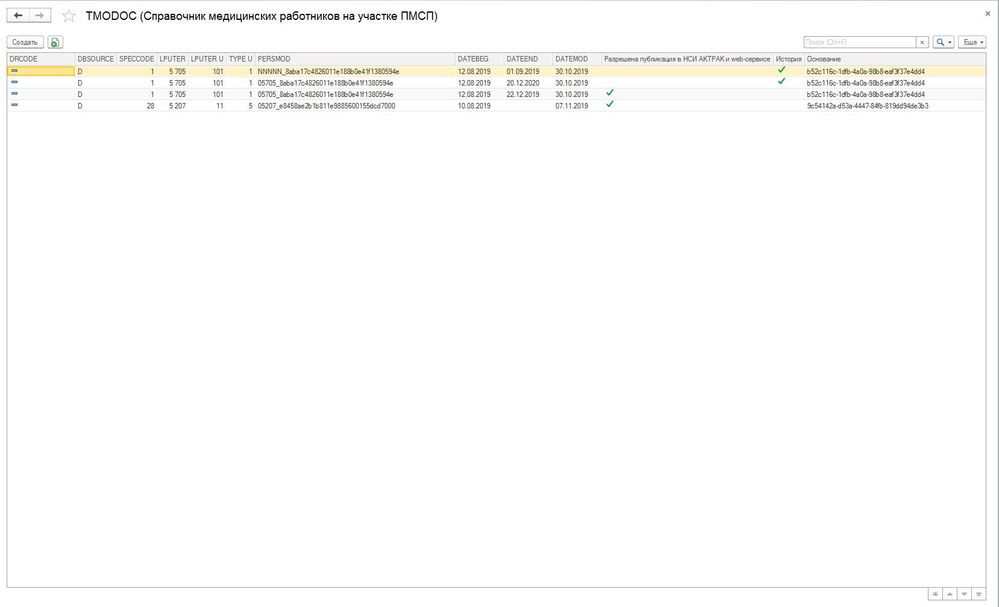 TMODOC (Справочник медицинских работников на участке ПМСП)
Создать Поиск (Ctrl+F) Еще
DRCODE DBSOURCE SPECCODE LPUTER LPUTER U TYPE U PERSMOD DATEBEG DATEEND DATEMOD Разрешена публикация в НСИ АКТРАК и web-сервисе История Основание
D 1 5 705 101 1 NNNNN_8aba17c4826011e188b0e41f1380594e 12.08.2019 01.09.2019 30.10.2019 b52c116c-1dfb-4a0a-98b8-eaf3f37e4dd4
D 1 5 705 101 1 05705_8aba17c4826011e188b0e41f1380594e 12.08.2019 20.12.2020 30.10.2019 b52c116c-1dfb-4a0a-98b8-eaf3f37e4dd4
D 1 5 705 101 1 05705_8aba17c4826011e188b0e41f1380594e 12.08.2019 22.12.2019 30.10.2019 b52c116c-1dfb-4a0a-98b8-eaf3f37e4dd4
D 28 5 207 11 5 05207_e8458ae2b1b811e9885600155dcd7000 10.08.2019 07.11.2019 9c54142a-d53a-4447-84fb-819dd94de3b3